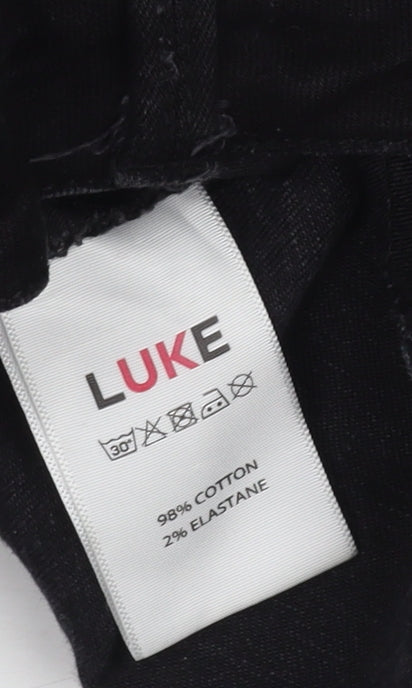 LUKE
30°
98% COTTON
2% ELASTANE